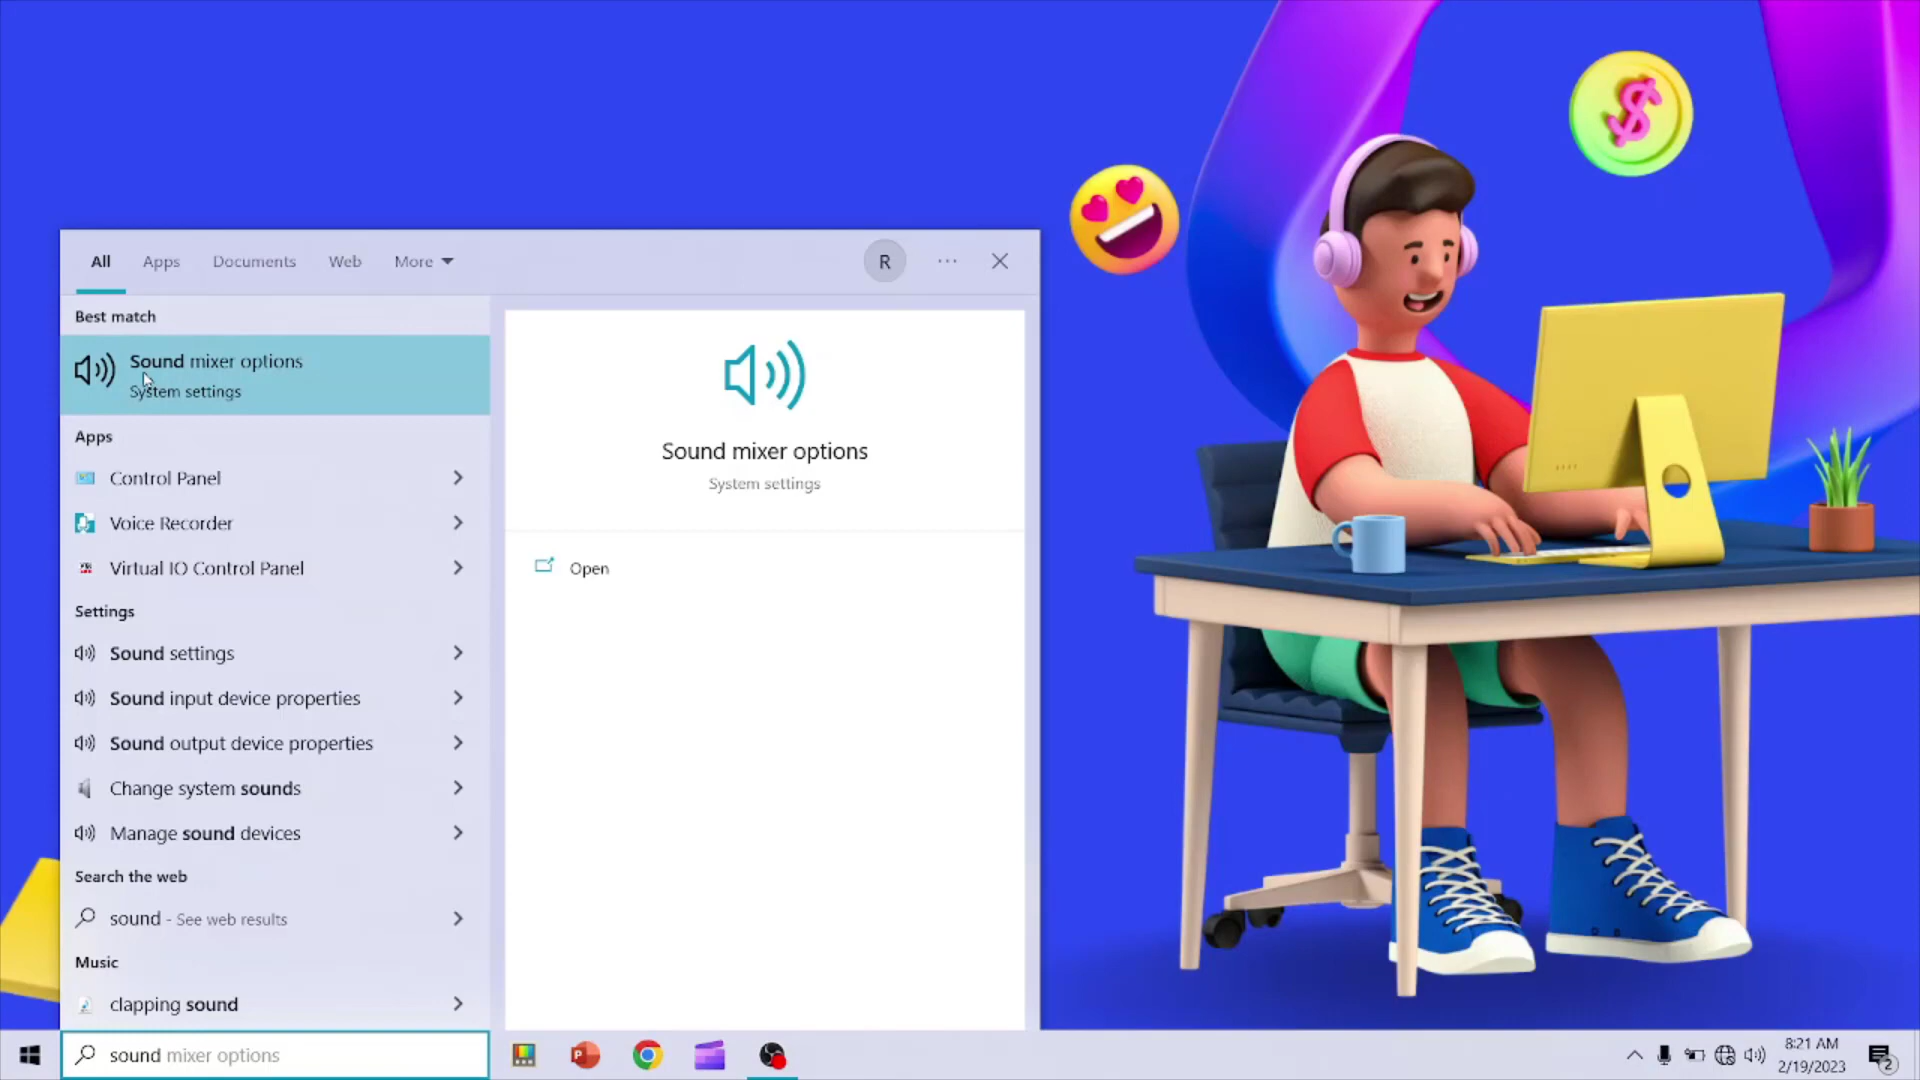 All Apps Documents Web More R
Best match
Sound mixer options
System settings
Apps
Control Panel
Voice Recorder
Virtual IO Control Panel
Settings
Sound settings
Sound input device properties
Sound output device properties
Change system sounds
Manage sound devices
Search the web
sound - See web results
Music
clapping sound
sound mixer options
Sound mixer options
System settings
Open
8:21 AM
2/19/2023
2